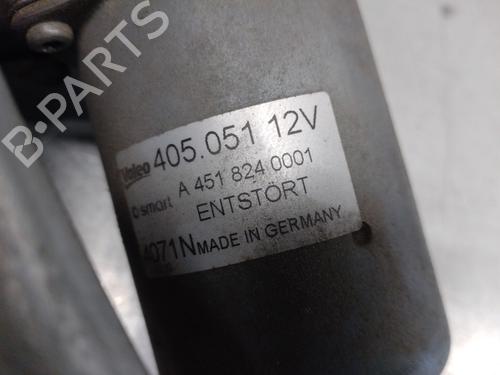 B-PARTS
Valeo 405.051 12V
smart A 451 824 0001
ENTSTÖRT
4071N MADE IN GERMANY